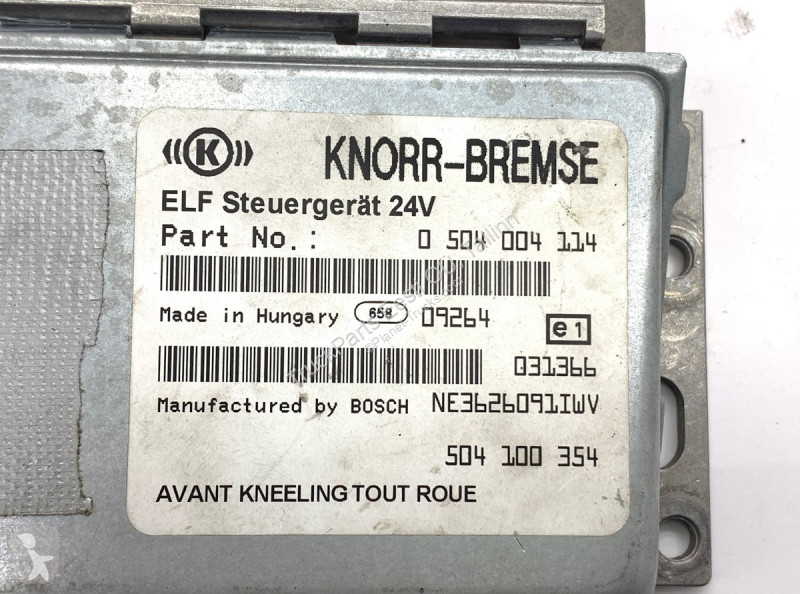 K KNORR-BREMSE
ELF Steuergerät 24V
Part No.: 0 504 004 114
Made in Hungary 658 09264 e1
031366
Manufactured by BOSCH NE3626091IWV
504 100 354
AVANT KNEELING TOUT ROUE